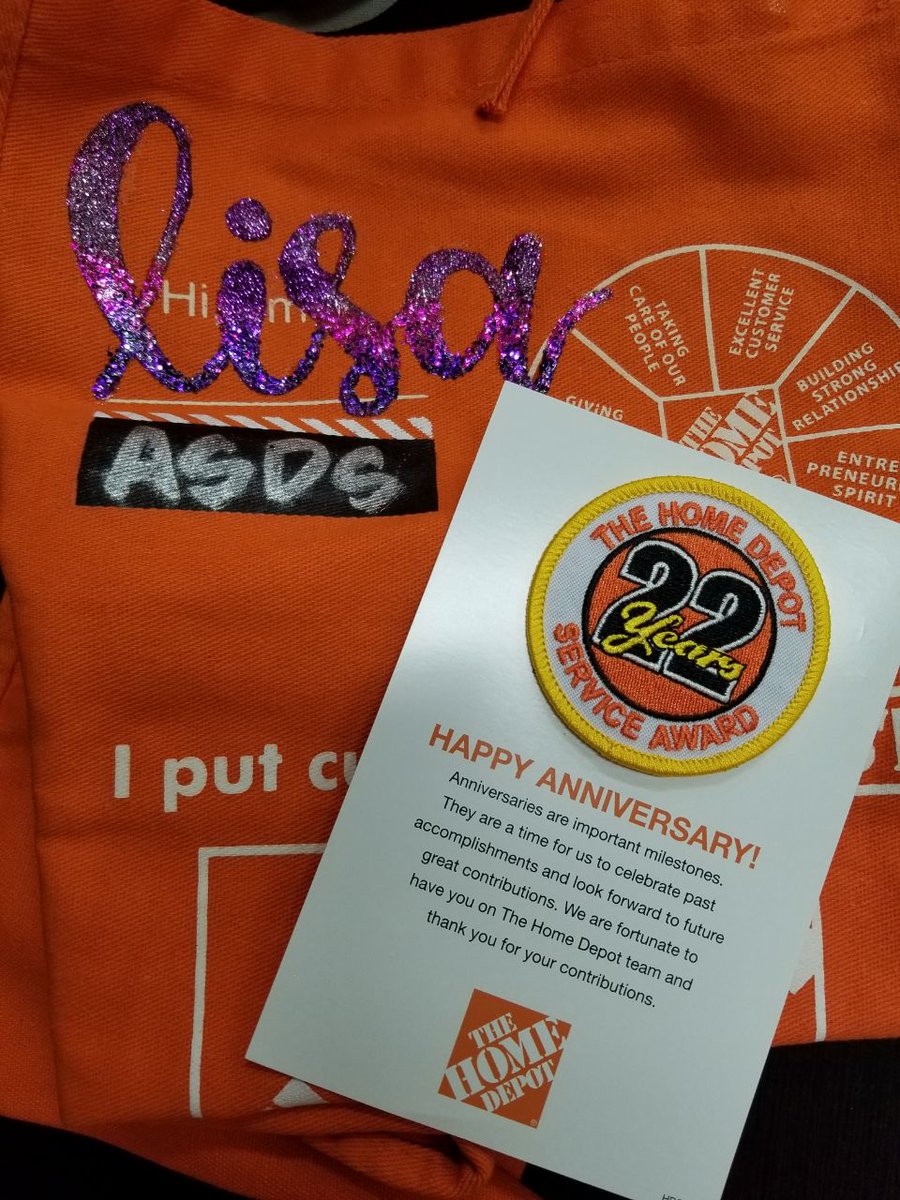 lisa
Hi
ASDS
TAKING
CARE OF OUR
PEOPLE
EXCELLENT
CUSTOMER
SERVICE
BUILDING
STRONG
RELATIONSHIP
GIVING
THE
HOME
DEPOT
ENTRE
PRENEUR
SPIRIT
I put cu
THE HOME DEPOT
22
Years
SERVICE AWARD
HAPPY ANNIVERSARY!
Anniversaries are important milestones.
They are a time for us to celebrate past
accomplishments and look forward to future
great contributions. We are fortunate to
have you on The Home Depot team and
thank you for your contributions.
THE
HOME
DEPOT